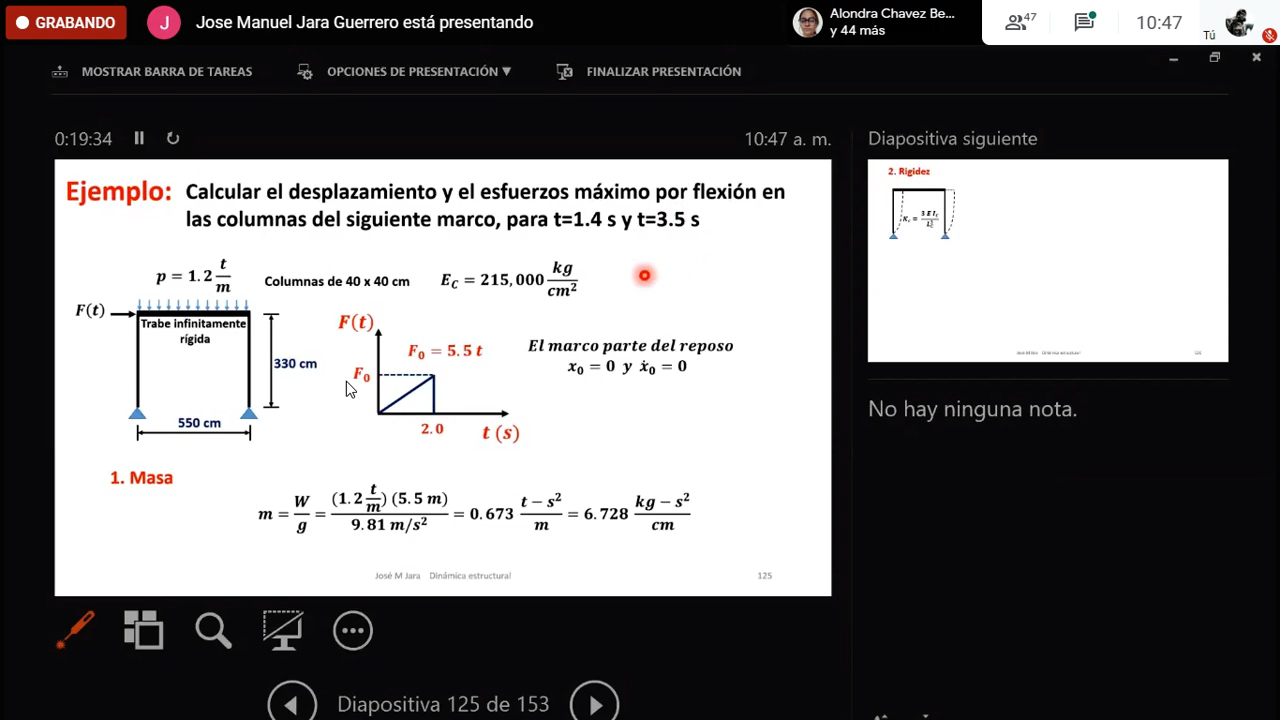 GRABANDO
J
Jose Manuel Jara Guerrero está presentando
Alondra Chavez Be...
y 44 más
47
10:47
Tú
MOSTRAR BARRA DE TAREAS
OPCIONES DE PRESENTACIÓN ▼
FINALIZAR PRESENTACIÓN
0:19:34
10:47 a. m.
Diapositiva siguiente
Ejemplo: Calcular el desplazamiento y el esfuerzos máximo por flexión en
las columnas del siguiente marco, para t=1.4 s y t=3.5 s
p = 1.2 t/m
Columnas de 40 x 40 cm
E_C = 215,000 kg/cm²
F(t)
Trabe infinitamente
rígida
330 cm
550 cm
F(t)
F₀ = 5.5 t
F₀
2.0
t (s)
El marco parte del reposo
x₀ = 0 y ẋ₀ = 0
1. Masa
m = W/g = (1.2 t/m) (5.5 m) / 9.81 m/s² = 0.673 t − s²/m = 6.728 kg − s²/cm
José M Jara Dinámica estructural
125
2. Rigidez
No hay ninguna nota.
Diapositiva 125 de 153